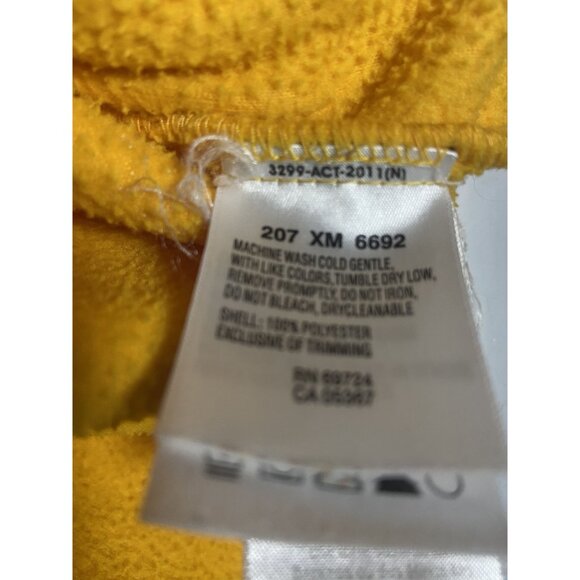 3299-ACT-2011(N)
207 XM 6692
MACHINE WASH COLD GENTLE,
WITH LIKE COLORS, TUMBLE DRY LOW,
REMOVE PROMPTLY, DO NOT IRON,
DO NOT BLEACH, DRYCLEANABLE
SHELL: 100% POLYESTER
EXCLUSIVE OF TRIMMING
RN 69724
CA 05367